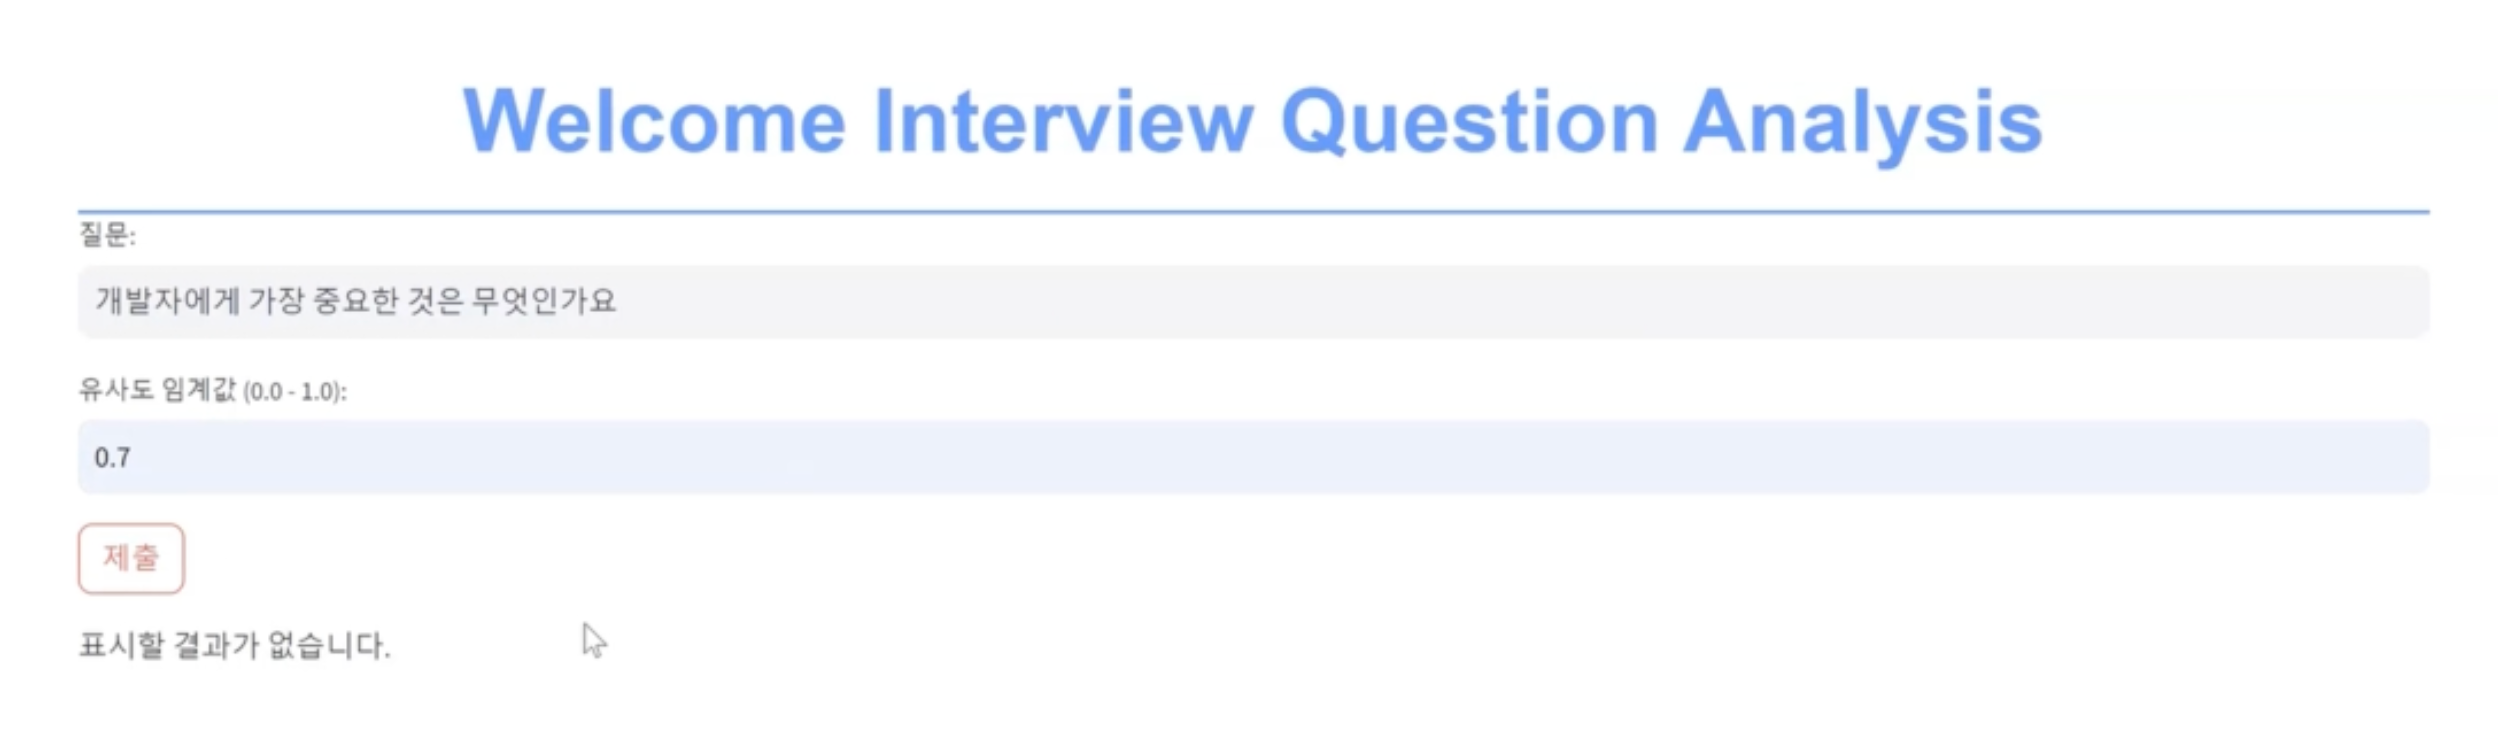 Welcome Interview Question Analysis
질문:
개발자에게 가장 중요한 것은 무엇인가요
유사도 임계값 (0.0 - 1.0):
0.7
제출
표시할 결과가 없습니다.